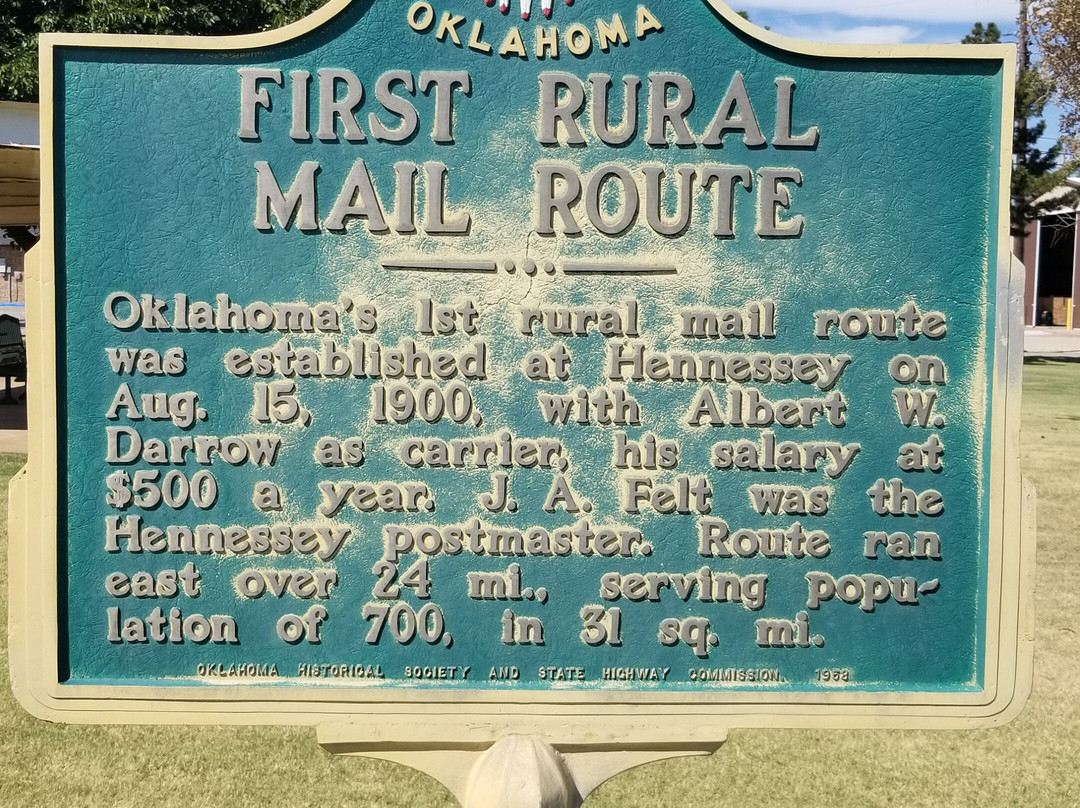 OKLAHOMA
FIRST RURAL
MAIL ROUTE
Oklahoma's 1st rural mail route
was established at Hennessey on
Aug. 15, 1900, with Albert W.
Darrow as carrier, his salary at
$500 a year. J. A. Felt was the
Hennessey postmaster. Route ran
east over 24 mi., serving popu-
lation of 700, in 31 sq. mi.
OKLAHOMA HISTORICAL SOCIETY AND STATE HIGHWAY COMMISSION.